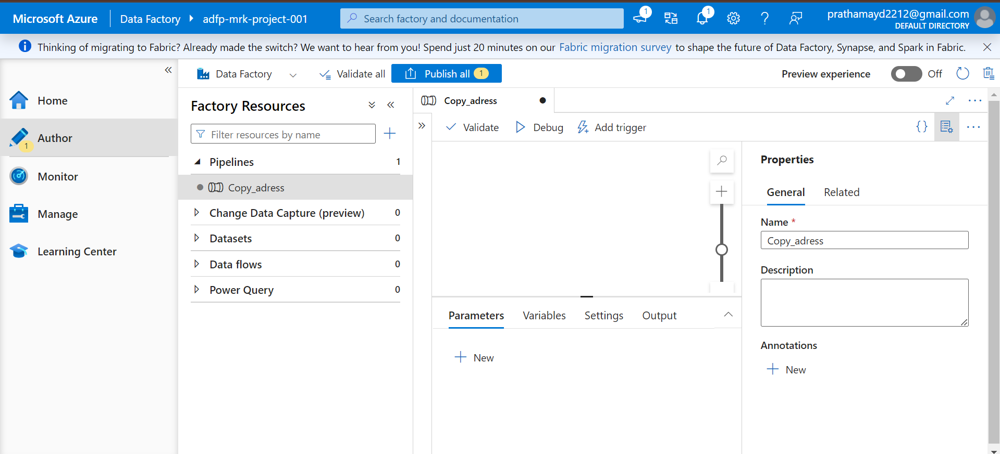 Microsoft Azure
Data Factory
adfp-mrk-project-001
Search factory and documentation
1
1
prathamayd2212@gmail.com
DEFAULT DIRECTORY
Thinking of migrating to Fabric? Already made the switch? We want to hear from you! Spend just 20 minutes on our Fabric migration survey to shape the future of Data Factory, Synapse, and Spark in Fabric.
Home
Author
1
Monitor
Manage
Learning Center
Data Factory
Validate all
Publish all 1
Preview experience
Off
Factory Resources
Filter resources by name
Pipelines 1
Copy_adress
Change Data Capture (preview) 0
Datasets 0
Data flows 0
Power Query 0
Copy_adress
Validate
Debug
Add trigger
Parameters
Variables
Settings
Output
New
Properties
General
Related
Name *
Copy_adress
Description
Annotations
New